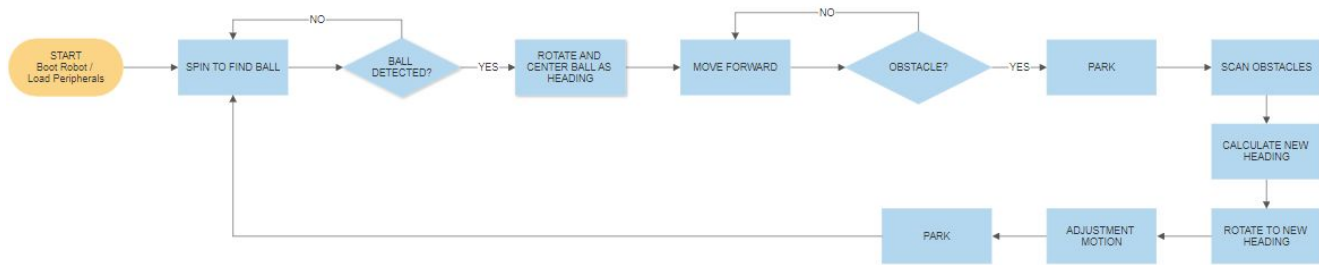 START
Boot Robot /
Load Peripherals
SPIN TO FIND BALL
NO
BALL
DETECTED?
YES
ROTATE AND
CENTER BALL AS
HEADING
MOVE FORWARD
NO
OBSTACLE?
YES
PARK
SCAN OBSTACLES
CALCULATE NEW
HEADING
ROTATE TO NEW
HEADING
ADJUSTMENT
MOTION
PARK